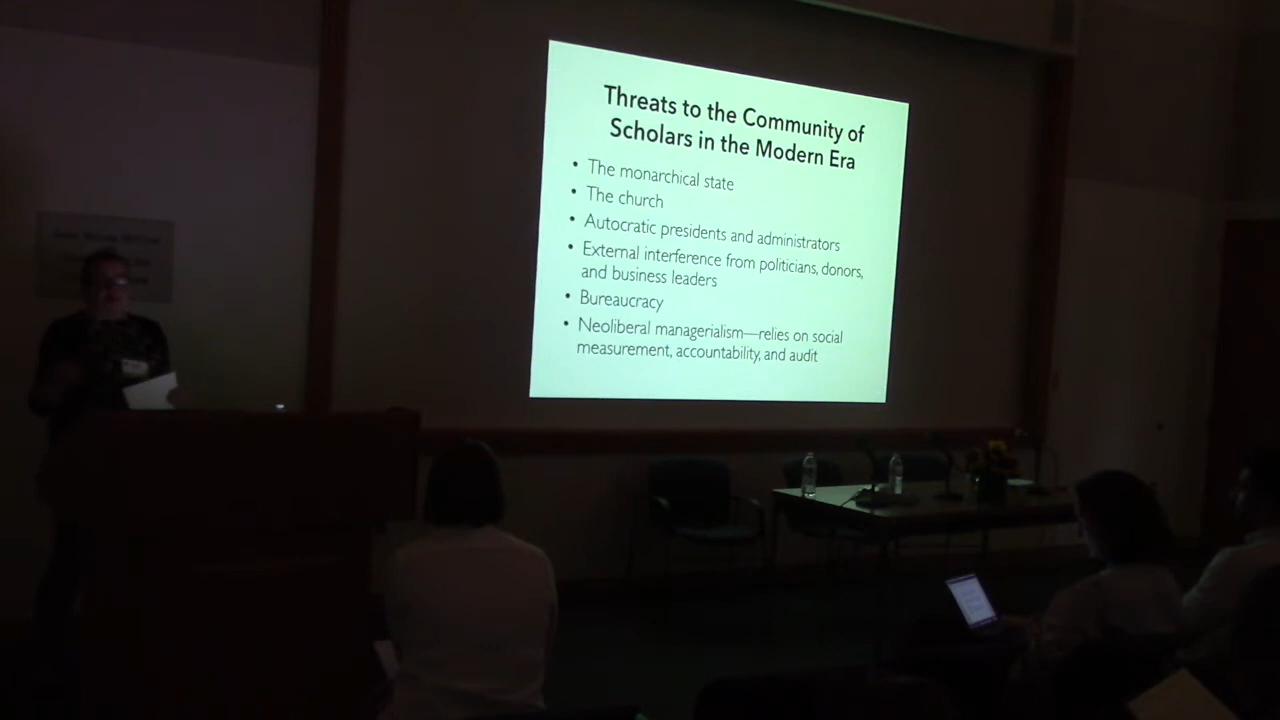 Threats to the Community of
Scholars in the Modern Era
• The monarchical state
• The church
• Autocratic presidents and administrators
• External interference from politicians, donors,
and business leaders
• Bureaucracy
• Neoliberal managerialism—relies on social
measurement, accountability, and audit